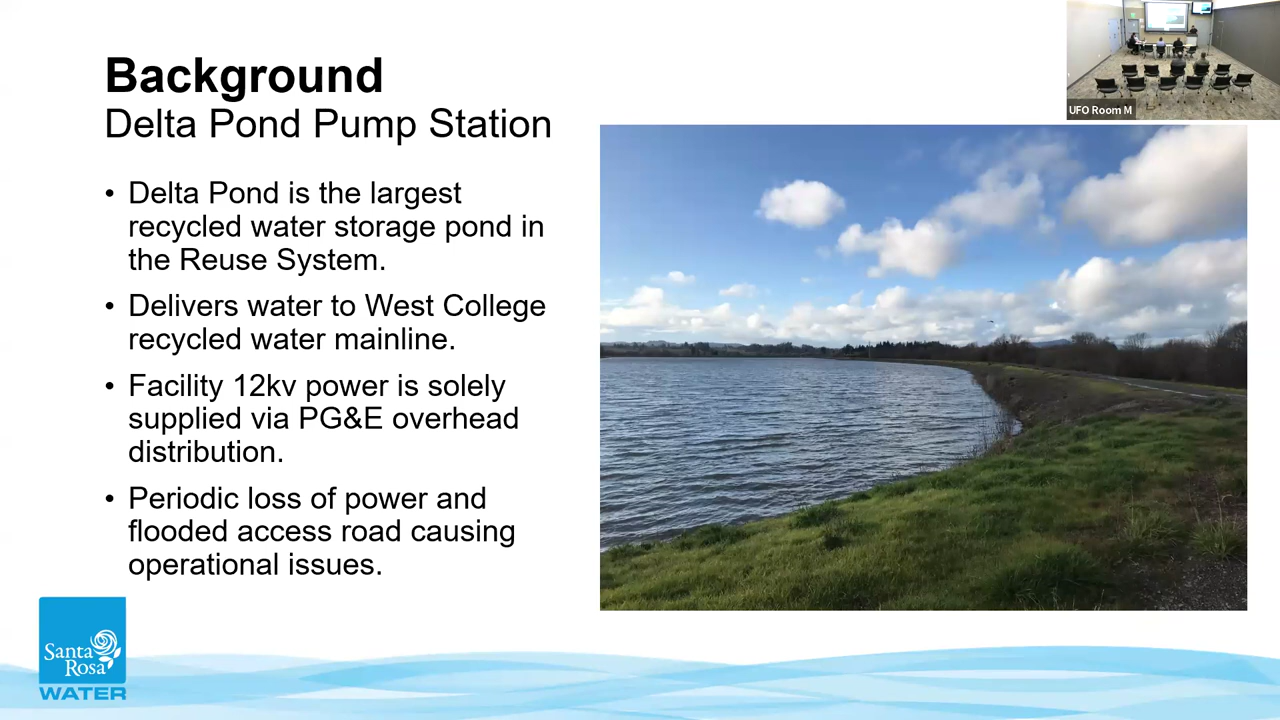 Background
Delta Pond Pump Station
• Delta Pond is the largest
recycled water storage pond in
the Reuse System.
• Delivers water to West College
recycled water mainline.
• Facility 12kv power is solely
supplied via PG&E overhead
distribution.
• Periodic loss of power and
flooded access road causing
operational issues.
UFO Room M
Santa
Rosa
WATER